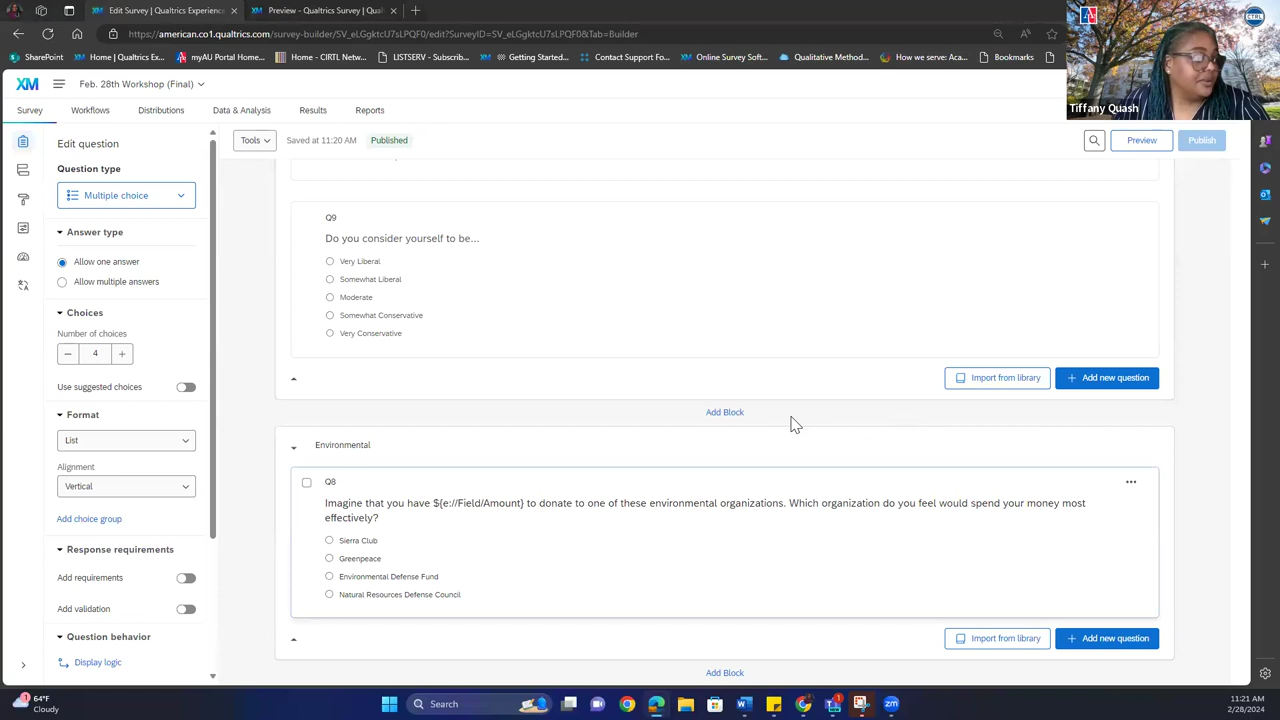 Edit Survey | Qualtrics Experience
Preview - Qualtrics Survey | Qual
https://american.co1.qualtrics.com/survey-builder/SV_eLGgktcU7sLPQF0/edit?SurveyID=SV_eLGgktcU7sLPQF0&Tab=Builder
SharePoint
Home | Qualtrics Ex...
myAU Portal Home...
Home - CIRTL Netw...
LISTSERV - Subscrib...
Getting Started...
Contact Support Fo...
Online Survey Soft...
Qualitative Method...
How we serve: Aca...
Bookmarks
CTRL
Tiffany Quash
XM
Feb. 28th Workshop (Final)
Survey
Workflows
Distributions
Data & Analysis
Results
Reports
Edit question
Question type
Multiple choice
Answer type
Allow one answer
Allow multiple answers
Choices
Number of choices
4
Use suggested choices
Format
List
Alignment
Vertical
Add choice group
Response requirements
Add requirements
Add validation
Question behavior
Display logic
Tools
Saved at 11:20 AM
Published
Preview
Publish
Q9
Do you consider yourself to be...
Very Liberal
Somewhat Liberal
Moderate
Somewhat Conservative
Very Conservative
Import from library
Add new question
Add Block
Environmental
Q8
Imagine that you have ${e://Field/Amount} to donate to one of these environmental organizations. Which organization do you feel would spend your money most
effectively?
Sierra Club
Greenpeace
Environmental Defense Fund
Natural Resources Defense Council
Import from library
Add new question
Add Block
64°F
Cloudy
Search
zm
11:21 AM
2/28/2024